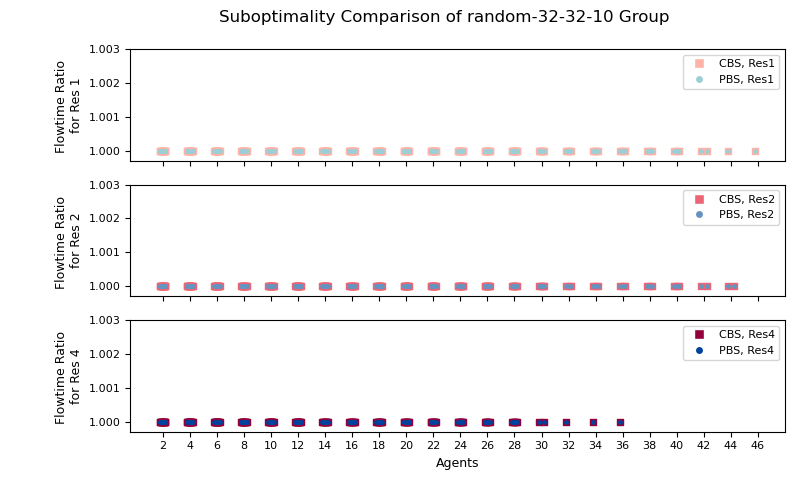 Suboptimality Comparison of random-32-32-10 Group
1.003
1.002
1.001
1.000
Flowtime Ratio
for Res 1
CBS, Res1
PBS, Res1
1.003
1.002
1.001
1.000
Flowtime Ratio
for Res 2
CBS, Res2
PBS, Res2
1.003
1.002
1.001
1.000
Flowtime Ratio
for Res 4
CBS, Res4
PBS, Res4
2 4 6 8 10 12 14 16 18 20 22 24 26 28 30 32 34 36 38 40 42 44 46
Agents